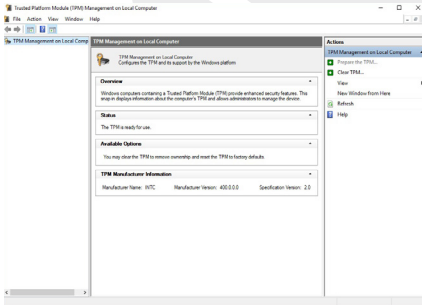 Trusted Platform Module (TPM) Management on Local Computer
File Action View Window Help
TPM Management on Local Comp
TPM Management on Local Computer
Actions
TPM Management on Local Computer
TPM Management on Local Computer
Configures the TPM and its support by the Windows platform
Prepare the TPM...
Clear TPM...
View
New Window from Here
Refresh
Help
Overview
Windows computers containing a Trusted Platform Module (TPM) provide enhanced security features. This
snap-in displays information about the computer's TPM and allows administrators to manage the device.
Status
The TPM is ready for use.
Available Options
You may clear the TPM to remove ownership and reset the TPM to factory defaults.
TPM Manufacturer Information
Manufacturer Name: INTC Manufacturer Version: 400.0.0.0 Specification Version: 2.0